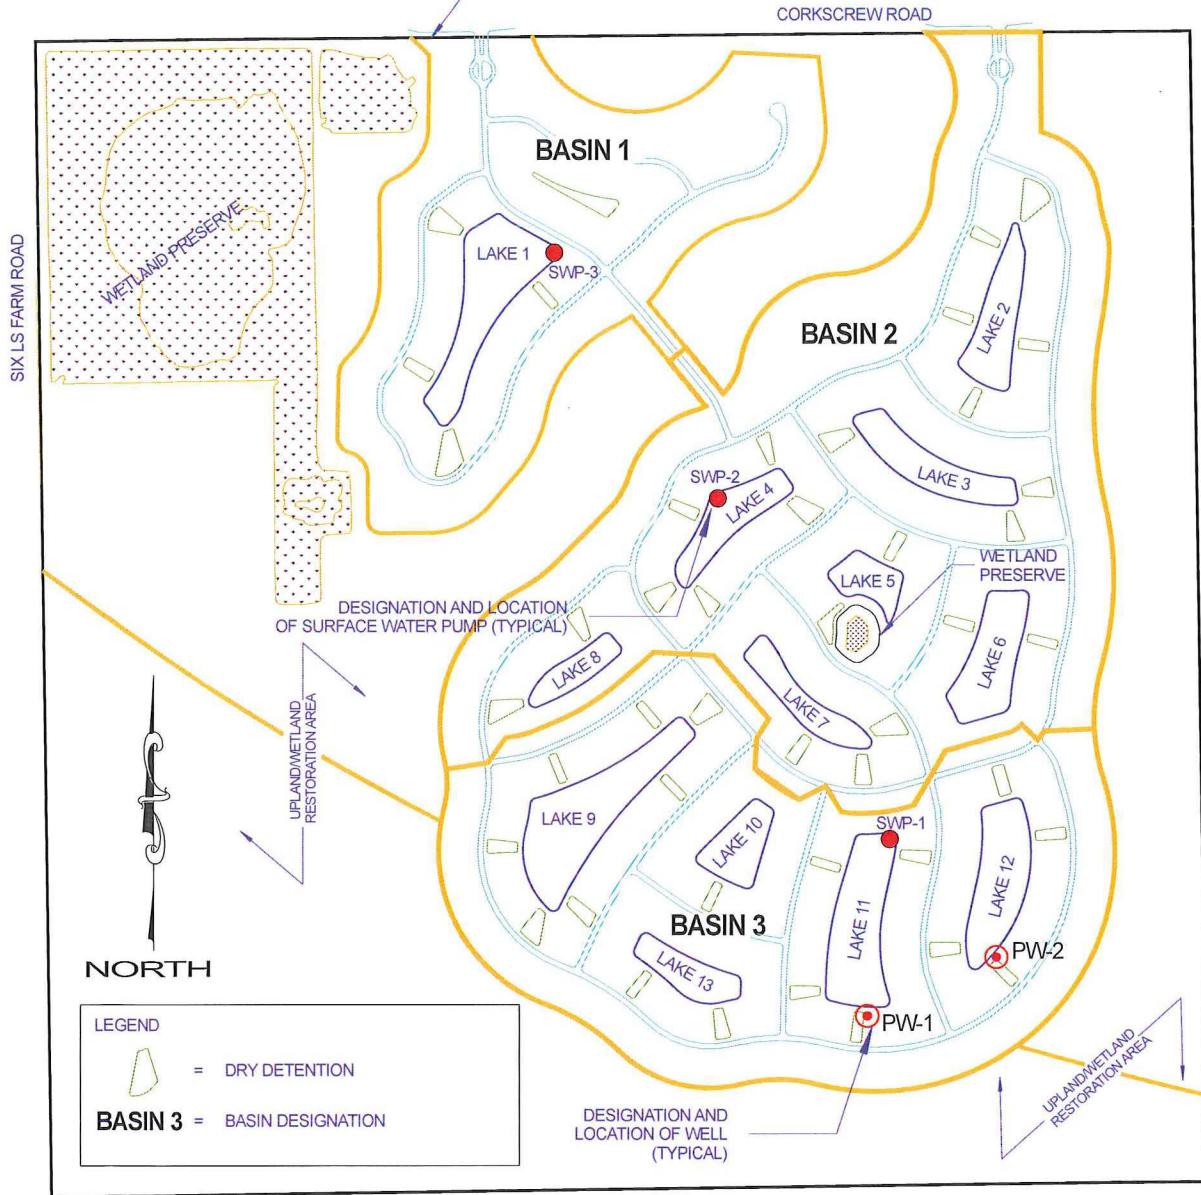 CORKSCREW ROAD
BASIN 1
WETLAND PRESERVE
SIX LS FARM ROAD
LAKE 1
SWP-3
LAKE 2
BASIN 2
LAKE 3
SWP-2
LAKE 4
WETLAND
PRESERVE
LAKE 5
DESIGNATION AND LOCATION
OF SURFACE WATER PUMP (TYPICAL)
LAKE 6
LAKE 8
LAKE 7
UPLAND/WETLAND
RESTORATION AREA
LAKE 9
LAKE 10
SWP-1
LAKE 12
LAKE 11
BASIN 3
PW-2
LAKE 13
NORTH
PW-1
LEGEND
= DRY DETENTION
BASIN 3 = BASIN DESIGNATION
DESIGNATION AND
LOCATION OF WELL
(TYPICAL)
UPLAND/WETLAND
RESTORATION AREA